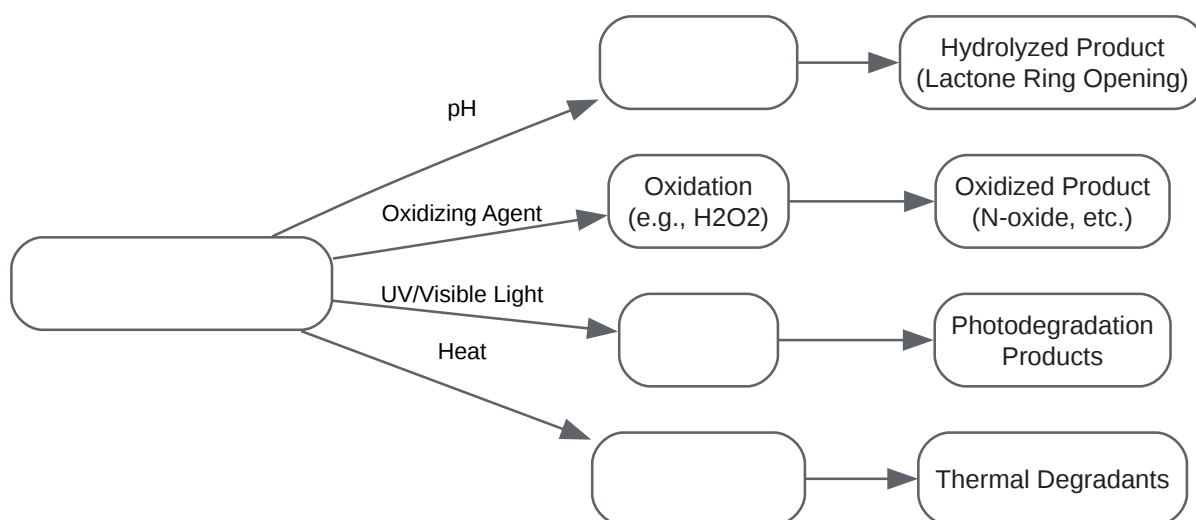 Hydrolyzed Product
(Lactone Ring Opening)
pH
Oxidation
(e.g., H2O2)
Oxidized Product
(N-oxide, etc.)
Oxidizing Agent
UV/Visible Light
Photodegradation
Products
Heat
Thermal Degradants